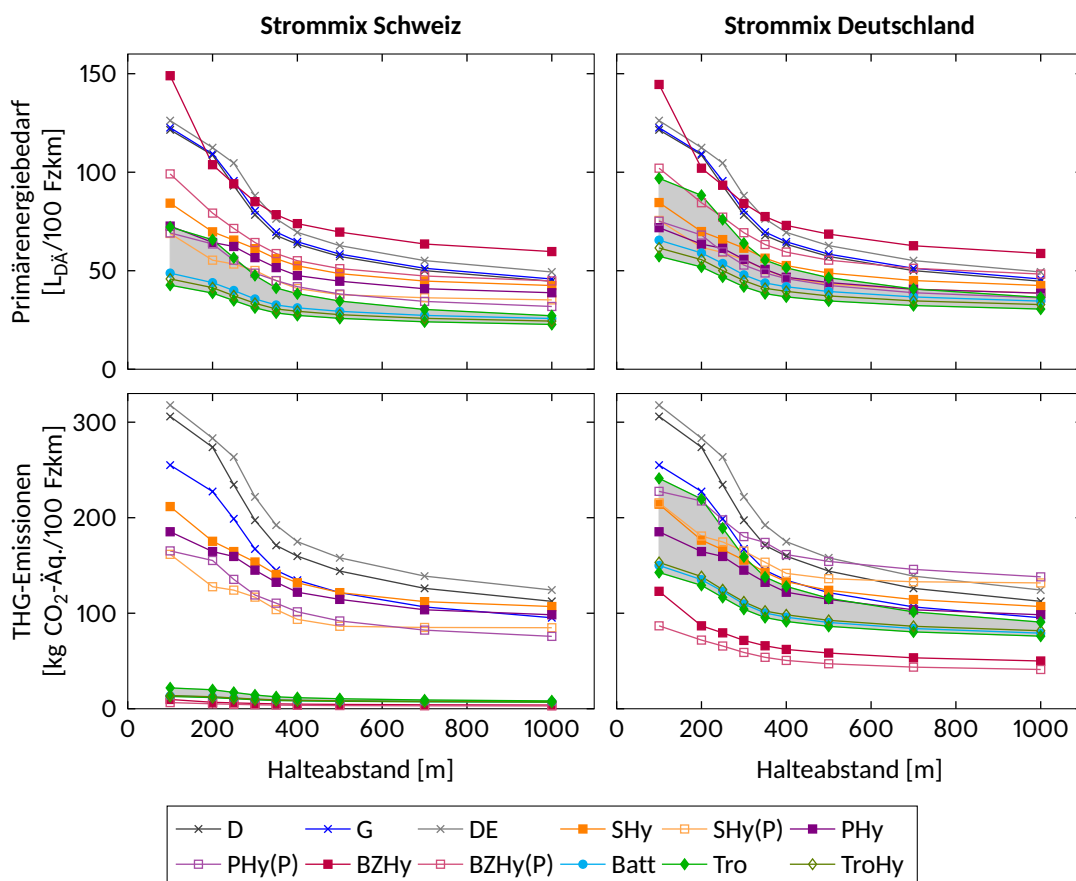 Strommix Schweiz
Strommix Deutschland
Primärenergiebedarf
[L_DÄ/100 Fzkm]
150
100
50
0
THG-Emissionen
[kg CO₂-Äq./100 Fzkm]
300
200
100
0
0 200 400 600 800 1000
0 200 400 600 800 1000
Halteabstand [m]
Halteabstand [m]
D G DE SHy SHy(P) PHy
PHy(P) BZHy BZHy(P) Batt Tro TroHy